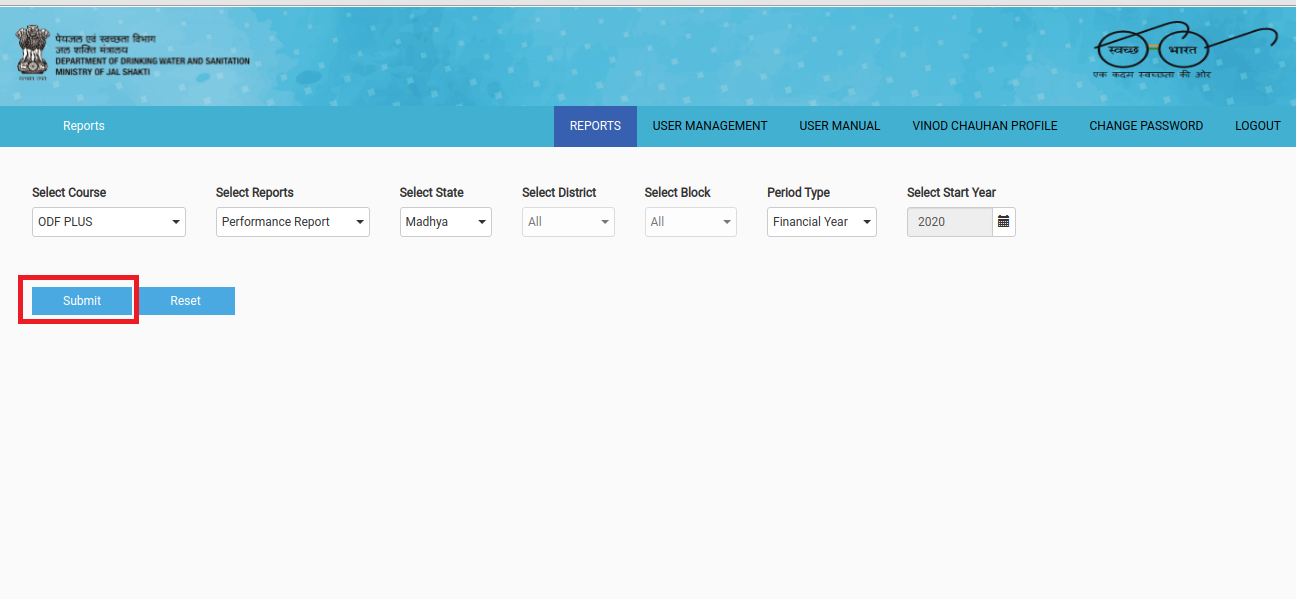 पेयजल एवं स्वच्छता विभाग
जल शक्ति मंत्रालय
DEPARTMENT OF DRINKING WATER AND SANITATION
MINISTRY OF JAL SHAKTI
सत्यमेव जयते
स्वच्छ भारत
एक कदम स्वच्छता की ओर
Reports
REPORTS
USER MANAGEMENT
USER MANUAL
VINOD CHAUHAN PROFILE
CHANGE PASSWORD
LOGOUT
Select Course
Select Reports
Select State
Select District
Select Block
Period Type
Select Start Year
ODF PLUS
Performance Report
Madhya
All
All
Financial Year
2020
Submit
Reset